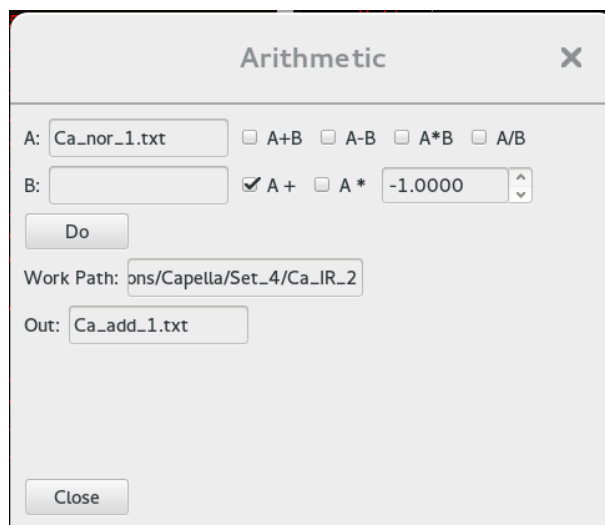 Arithmetic
A: Ca_nor_1.txt A+B A-B A*B A/B
B: A + A * -1.0000
Do
Work Path: ons/Capella/Set_4/Ca_IR_2
Out: Ca_add_1.txt
Close